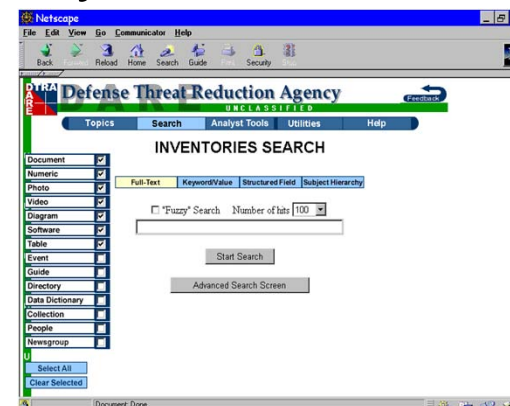 Netscape
File Edit View Go Communicator Help
Back Reload Home Search Guide Print Security Stop
DTRA Defense Threat Reduction Agency
DARE
UNCLASSIFIED
Feedback
Topics Search Analyst Tools Utilities Help
INVENTORIES SEARCH
Document
Numeric
Photo
Video
Diagram
Software
Table
Event
Guide
Directory
Data Dictionary
Collection
People
Newsgroup
Full-Text Keyword/Value Structured Field Subject Hierarchy
"Fuzzy" Search Number of hits 100
Start Search
Advanced Search Screen
U
Select All
Clear Selected
Document: Done